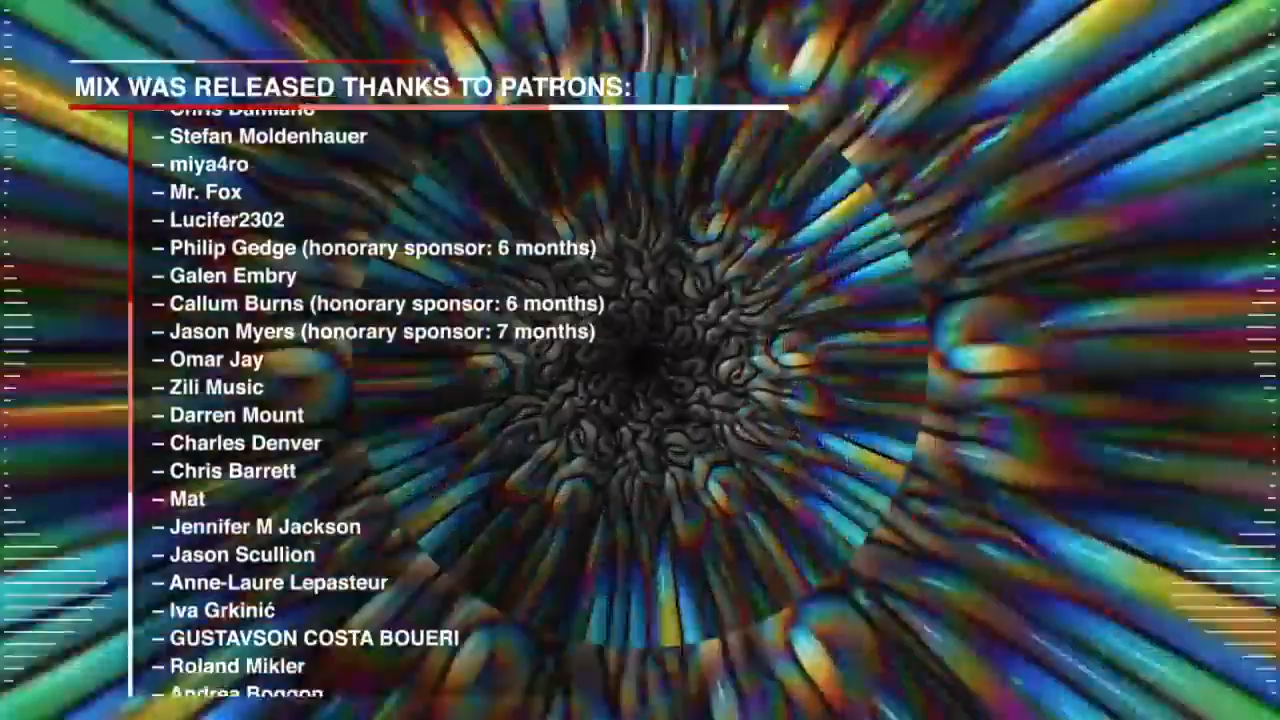 MIX WAS RELEASED THANKS TO PATRONS:
– Chris Damiano
– Stefan Moldenhauer
– miya4ro
– Mr. Fox
– Lucifer2302
– Philip Gedge (honorary sponsor: 6 months)
– Galen Embry
– Callum Burns (honorary sponsor: 6 months)
– Jason Myers (honorary sponsor: 7 months)
– Omar Jay
– Zili Music
– Darren Mount
– Charles Denver
– Chris Barrett
– Mat
– Jennifer M Jackson
– Jason Scullion
– Anne-Laure Lepasteur
– Iva Grkinić
– GUSTAVSON COSTA BOUERI
– Roland Mikler
– Andrea